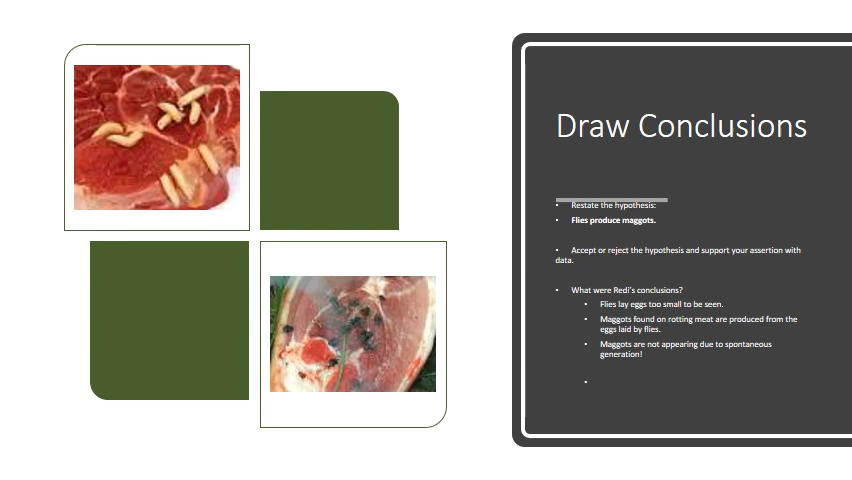 Draw Conclusions
• Restate the hypothesis:
• Flies produce maggots.
• Accept or reject the hypothesis and support your assertion with
data.
• What were Redi's conclusions?
• Flies lay eggs too small to be seen.
• Maggots found on rotting meat are produced from the
eggs laid by flies.
• Maggots are not appearing due to spontaneous
generation!
•